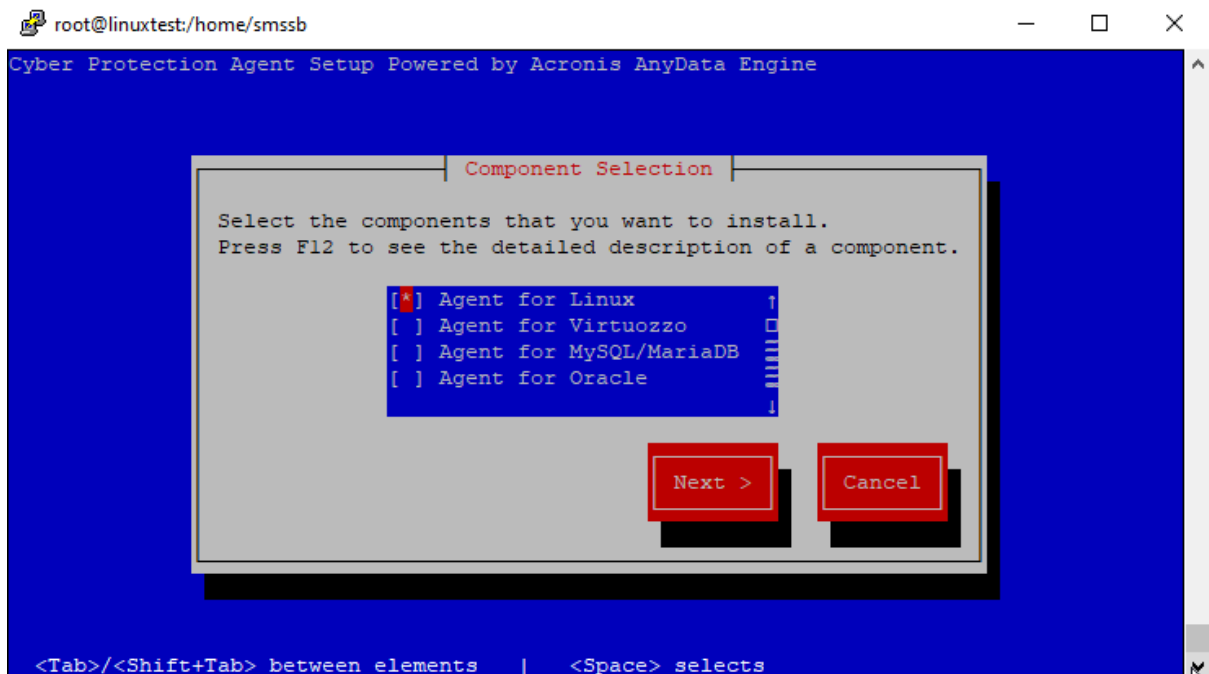 root@linuxtest:/home/smssb
Cyber Protection Agent Setup Powered by Acronis AnyData Engine
Component Selection
Select the components that you want to install.
Press F12 to see the detailed description of a component.
[*] Agent for Linux
[ ] Agent for Virtuozzo
[ ] Agent for MySQL/MariaDB
[ ] Agent for Oracle
Next > Cancel
<Tab>/<Shift+Tab> between elements | <Space> selects